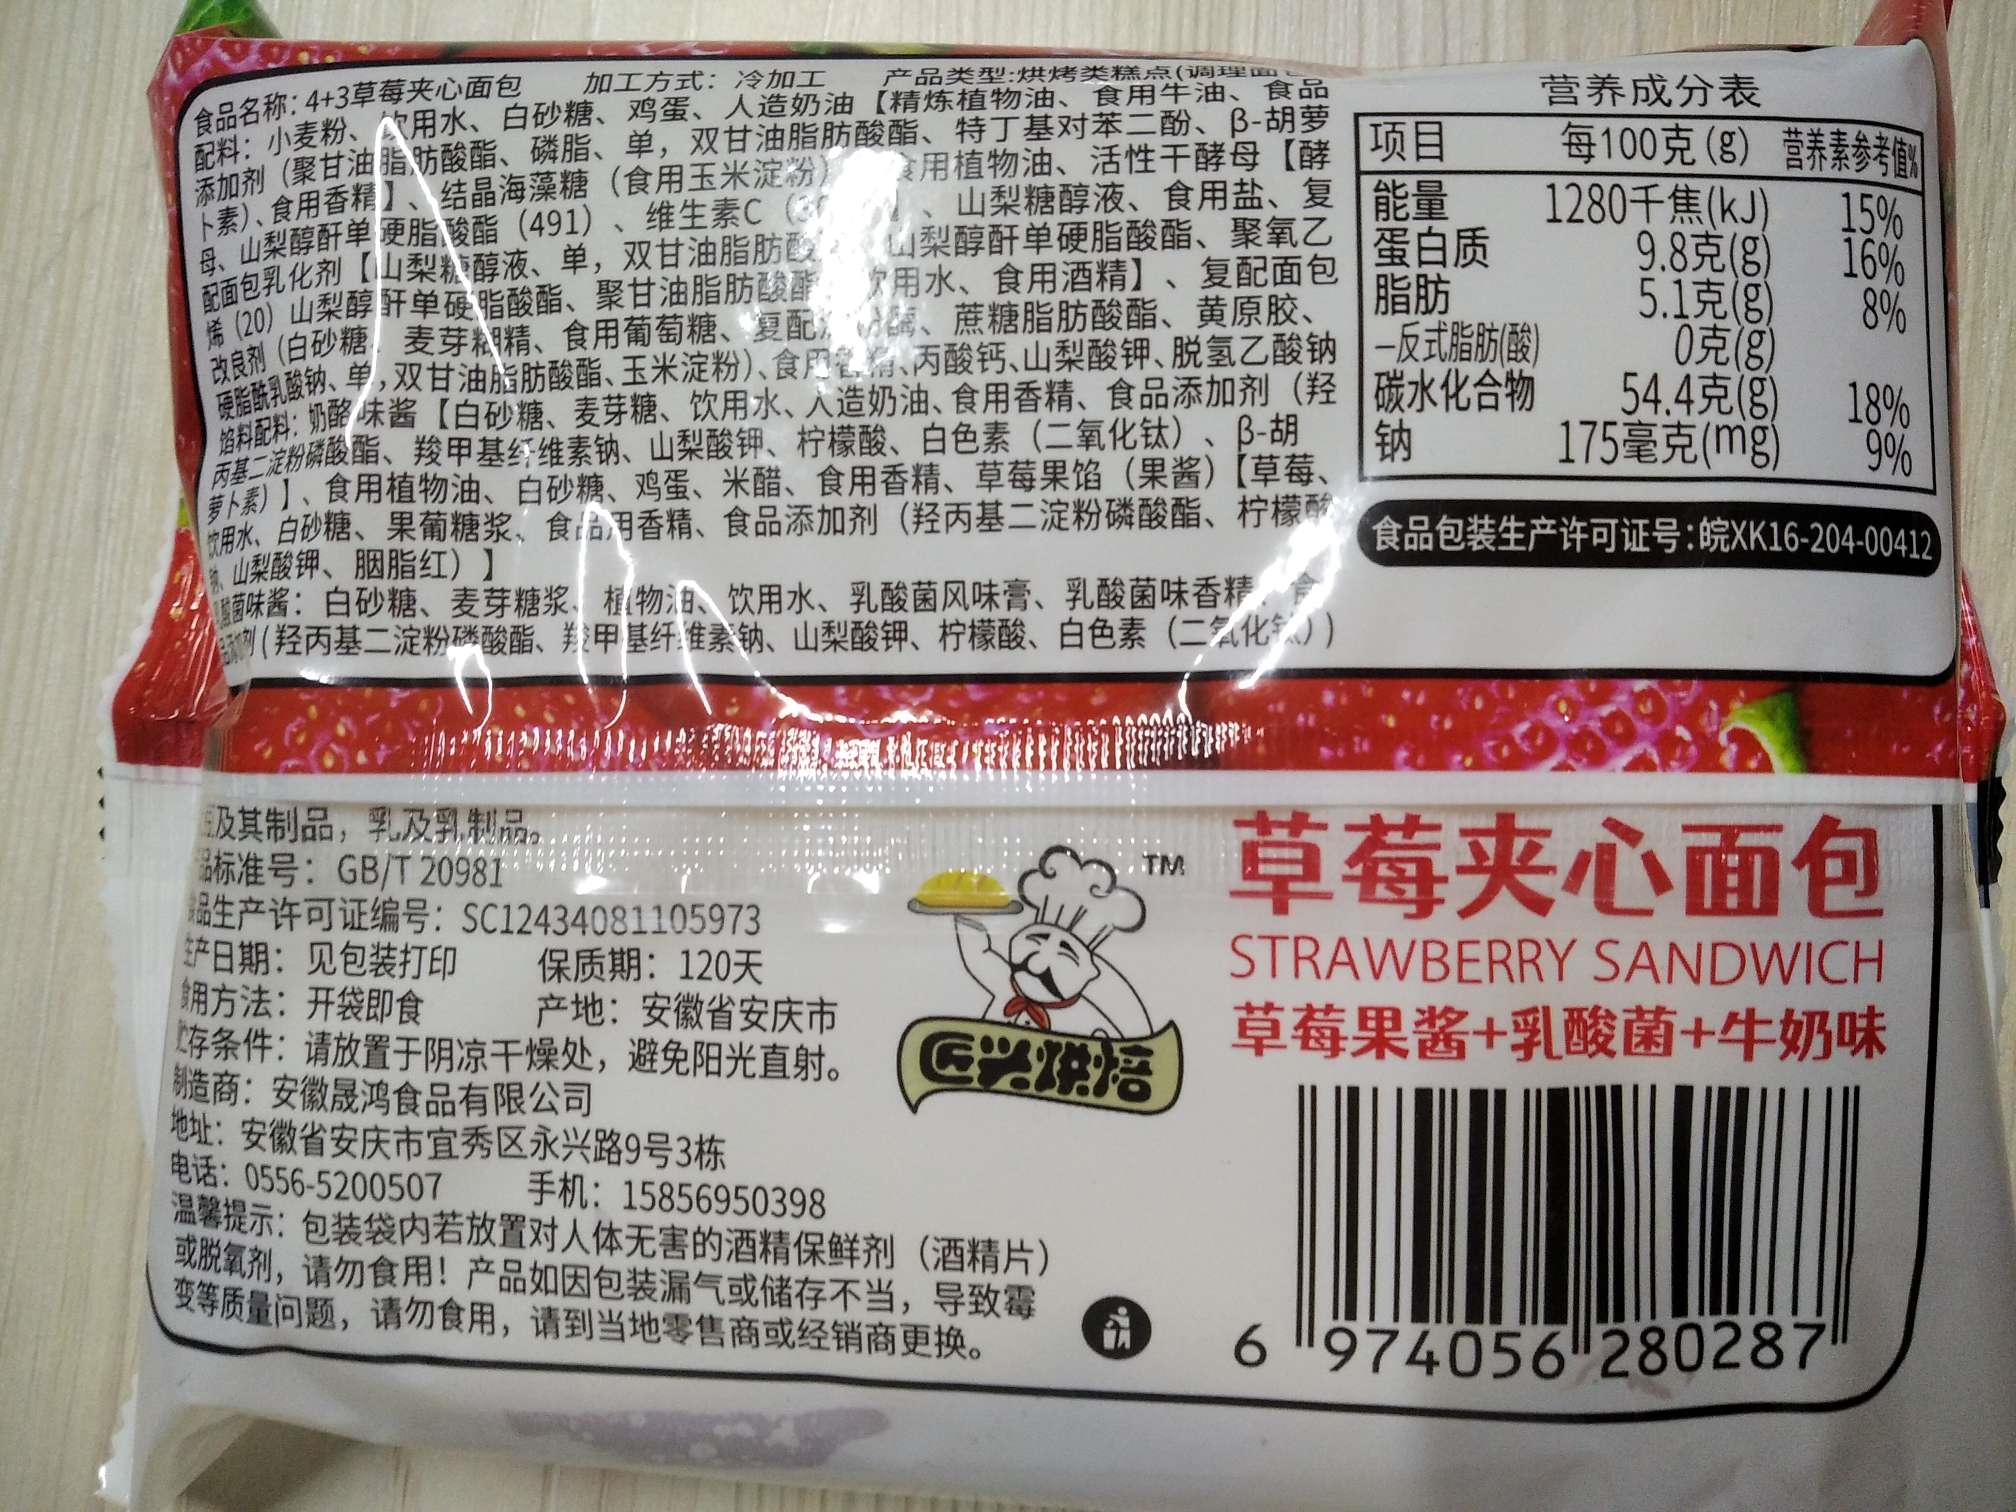 食品名称：4+3草莓夹心面包 加工方式：冷加工 产品类型:烘烤类糕点(调理面
配料：小麦粉、饮用水、白砂糖、鸡蛋、人造奶油【精炼植物油、食用牛油、食品
添加剂（聚甘油脂肪酸酯、磷脂、单，双甘油脂肪酸酯、特丁基对苯二酚、β-胡萝
卜素）、食用香精】、结晶海藻糖（食用玉米淀粉）、食用植物油、活性干酵母【酵
母、山梨醇酐单硬脂酸酯（491）、维生素C 、山梨糖醇液、食用盐、复
配面包乳化剂【山梨糖醇液、单，双甘油脂肪酸 山梨醇酐单硬脂酸酯、聚氧乙
烯（20）山梨醇酐单硬脂酸酯、聚甘油脂肪酸酯、饮用水、食用酒精】、复配面包
改良剂（白砂糖、麦芽糊精、食用葡萄糖、复配 酶、蔗糖脂肪酸酯、黄原胶、
硬脂酰乳酸钠、单，双甘油脂肪酸酯、玉米淀粉）、食用香精、丙酸钙、山梨酸钾、脱氢乙酸钠
馅料配料：奶酪味酱【白砂糖、麦芽糖、饮用水、人造奶油、食用香精、食品添加剂（羟
丙基二淀粉磷酸酯、羧甲基纤维素钠、山梨酸钾、柠檬酸、白色素（二氧化钛）、β-胡
萝卜素）】、食用植物油、白砂糖、鸡蛋、米醋、食用香精、草莓果馅（果酱）【草莓、
饮用水、白砂糖、果葡糖浆、食品用香精、食品添加剂（羟丙基二淀粉磷酸酯、柠檬酸
钠、山梨酸钾、胭脂红）】
乳酸菌味酱：白砂糖、麦芽糖浆、植物油、饮用水、乳酸菌风味膏、乳酸菌味香精、食
品添加剂（羟丙基二淀粉磷酸酯、羧甲基纤维素钠、山梨酸钾、柠檬酸、白色素（二氧化钛））
营养成分表
项目 每100克(g) 营养素参考值%
能量 1280千焦(kJ) 15%
蛋白质 9.8克(g) 16%
脂肪 5.1克(g) 8%
—反式脂肪(酸) 0克(g)
碳水化合物 54.4克(g) 18%
钠 175毫克(mg) 9%
食品包装生产许可证号：皖XK16-204-00412
豆及其制品，乳及乳制品。
品标准号：GB/T 20981
食品生产许可证编号：SC12434081105973
生产日期：见包装打印 保质期：120天
食用方法：开袋即食 产地：安徽省安庆市
贮存条件：请放置于阴凉干燥处，避免阳光直射。
制造商：安徽晟鸿食品有限公司
地址：安徽省安庆市宜秀区永兴路9号3栋
电话：0556-5200507 手机：15856950398
温馨提示：包装袋内若放置对人体无害的酒精保鲜剂（酒精片）
或脱氧剂，请勿食用！产品如因包装漏气或储存不当，导致霉
变等质量问题，请勿食用，请到当地零售商或经销商更换。
TM
匠兴烘焙
草莓夹心面包
STRAWBERRY SANDWICH
草莓果酱+乳酸菌+牛奶味
6 974056 280287